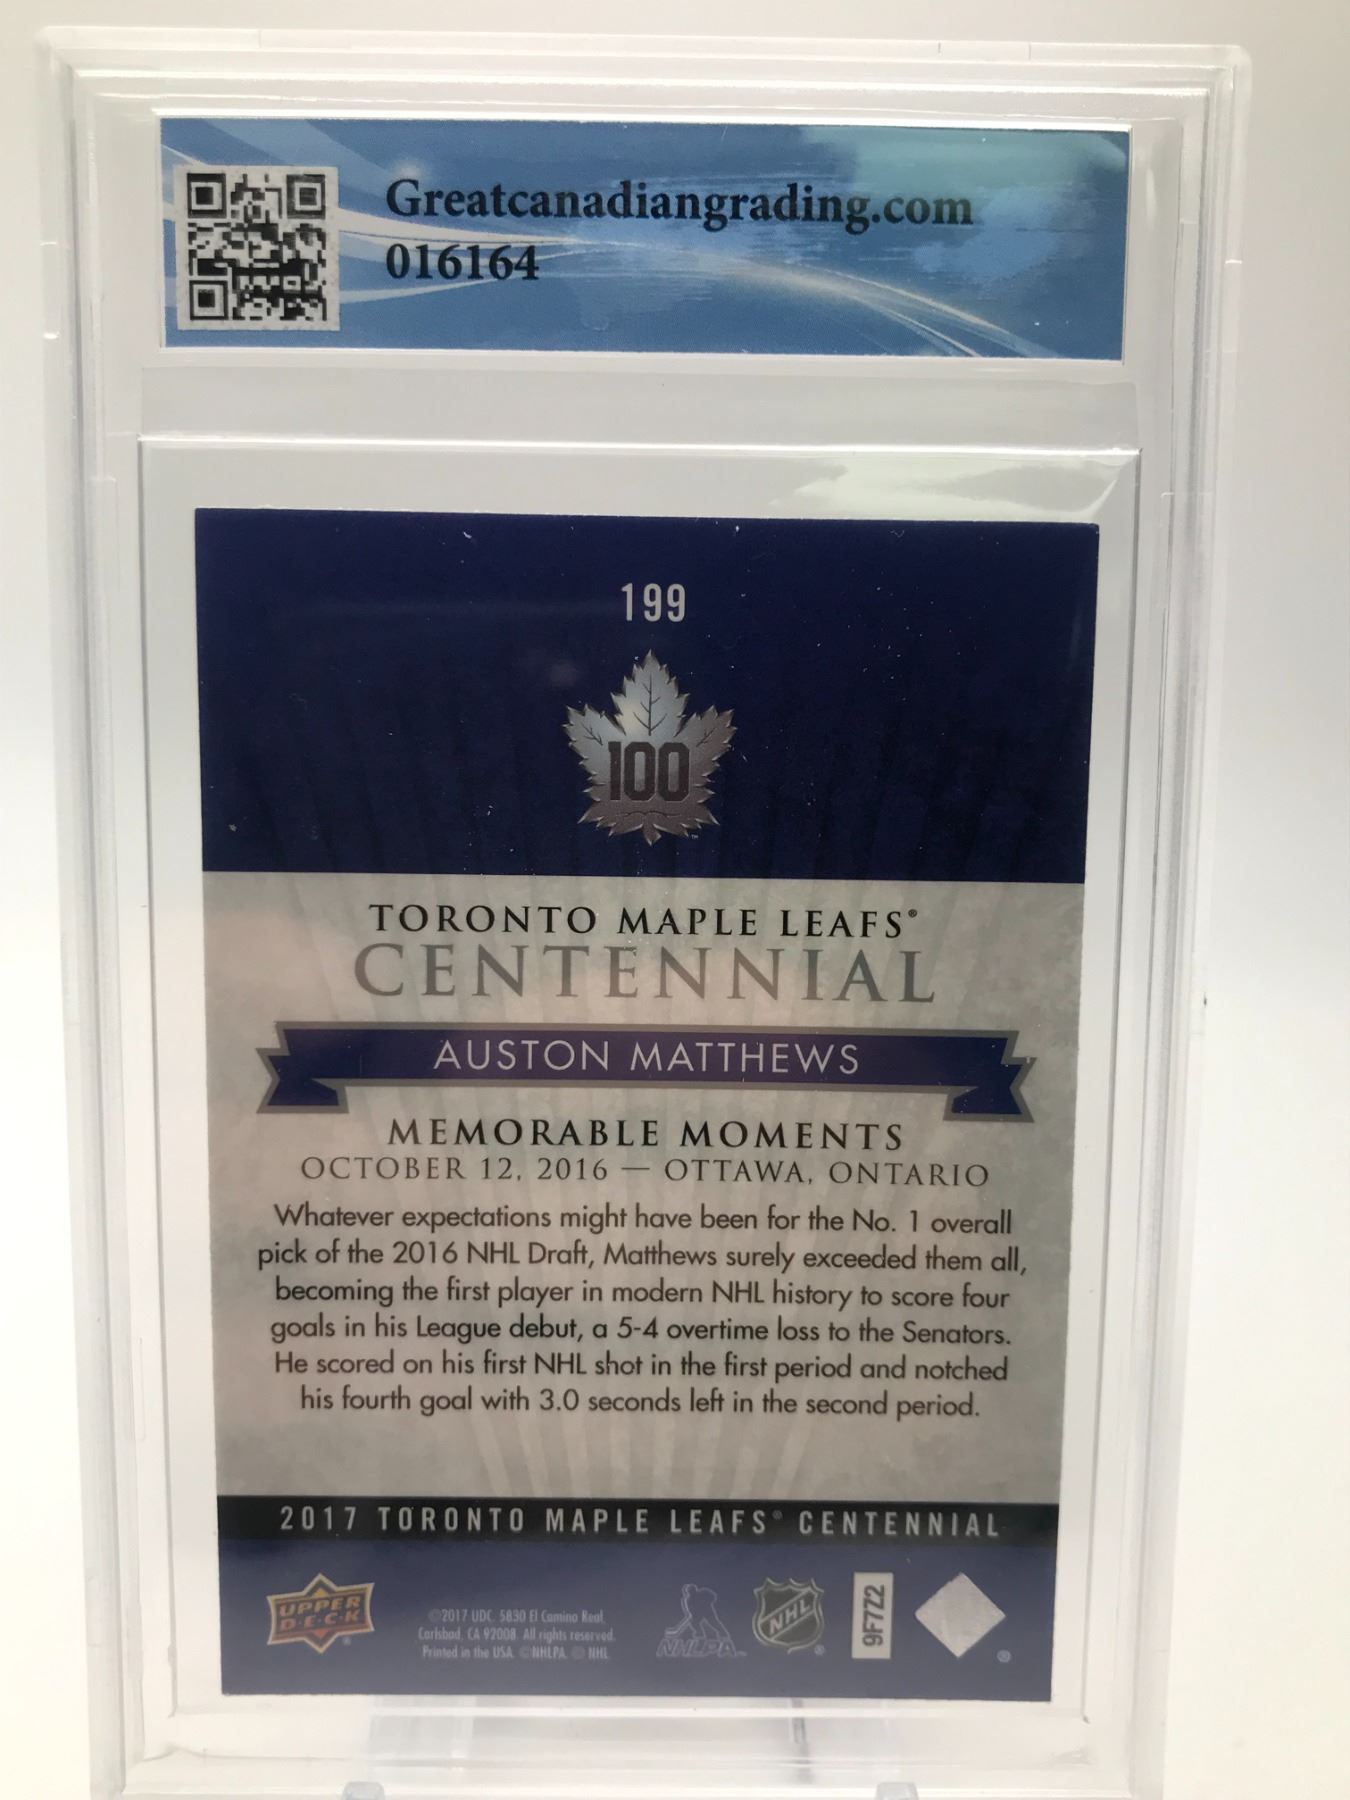 Greatcanadiangrading.com
016164
199
100
TORONTO MAPLE LEAFS®
CENTENNIAL
AUSTON MATTHEWS
MEMORABLE MOMENTS
OCTOBER 12, 2016 — OTTAWA, ONTARIO
Whatever expectations might have been for the No. 1 overall
pick of the 2016 NHL Draft, Matthews surely exceeded them all,
becoming the first player in modern NHL history to score four
goals in his League debut, a 5-4 overtime loss to the Senators.
He scored on his first NHL shot in the first period and notched
his fourth goal with 3.0 seconds left in the second period.
2017 TORONTO MAPLE LEAFS® CENTENNIAL
UPPER
D·E·C·K
©2017 UDC. 5830 El Camino Real,
Carlsbad, CA 92008. All rights reserved.
Printed in the USA ©NHLPA © NHL
NHLPA
NHL
9F7Z2